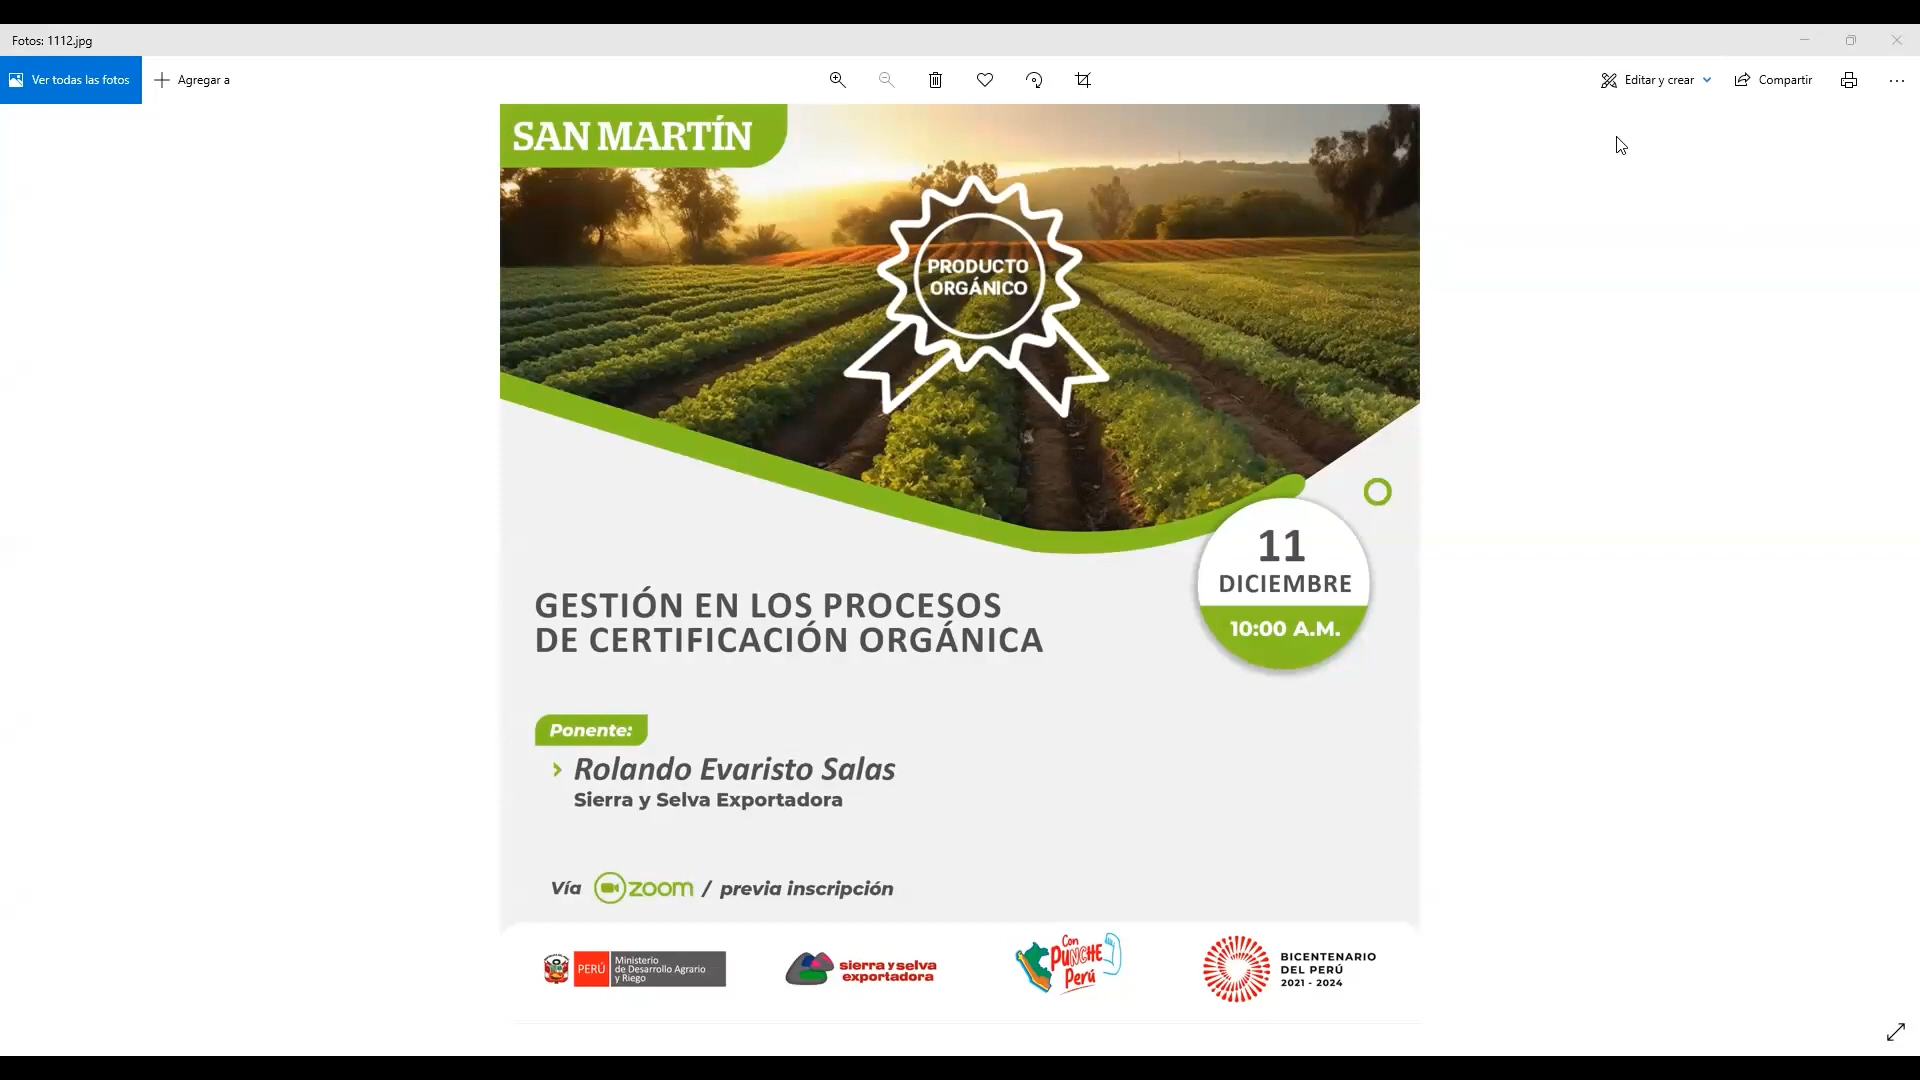 Fotos: 1112.jpg
Ver todas las fotos
Agregar a
Editar y crear
Compartir
SAN MARTÍN
PRODUCTO
ORGÁNICO
11
DICIEMBRE
10:00 A.M.
GESTIÓN EN LOS PROCESOS
DE CERTIFICACIÓN ORGÁNICA
Ponente:
Rolando Evaristo Salas
Sierra y Selva Exportadora
Vía zoom / previa inscripción
PERÚ
Ministerio
de Desarrollo Agrario
y Riego
sierra y selva
exportadora
Con
PUNCHE
Perú
BICENTENARIO
DEL PERÚ
2021 - 2024